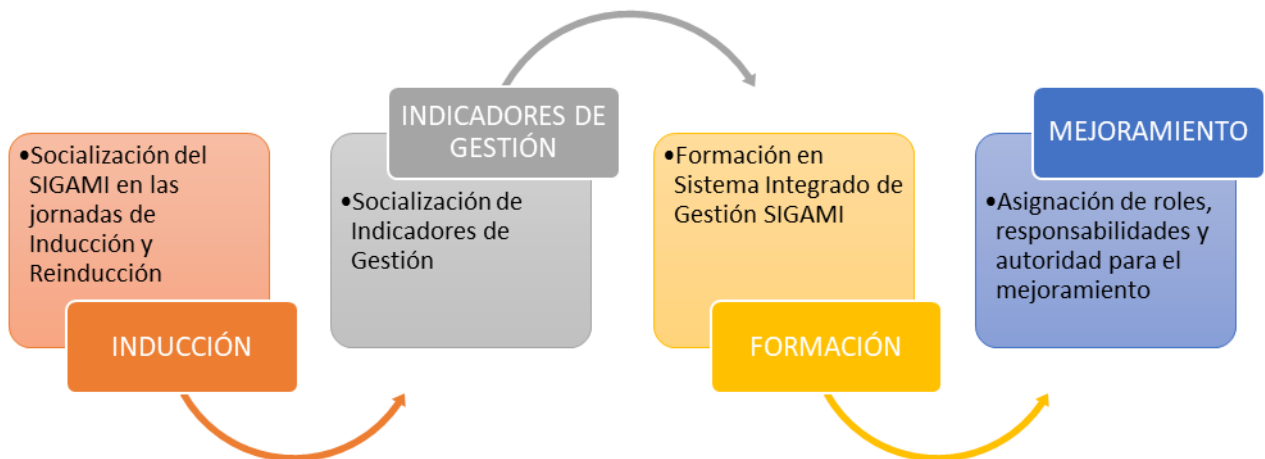 •Socialización del
SIGAMI en las
jornadas de
Inducción y
Reinducción
INDUCCIÓN
INDICADORES DE
GESTIÓN
•Socialización de
Indicadores de
Gestión
•Formación en
Sistema Integrado de
Gestión SIGAMI
FORMACIÓN
MEJORAMIENTO
•Asignación de roles,
responsabilidades y
autoridad para el
mejoramiento